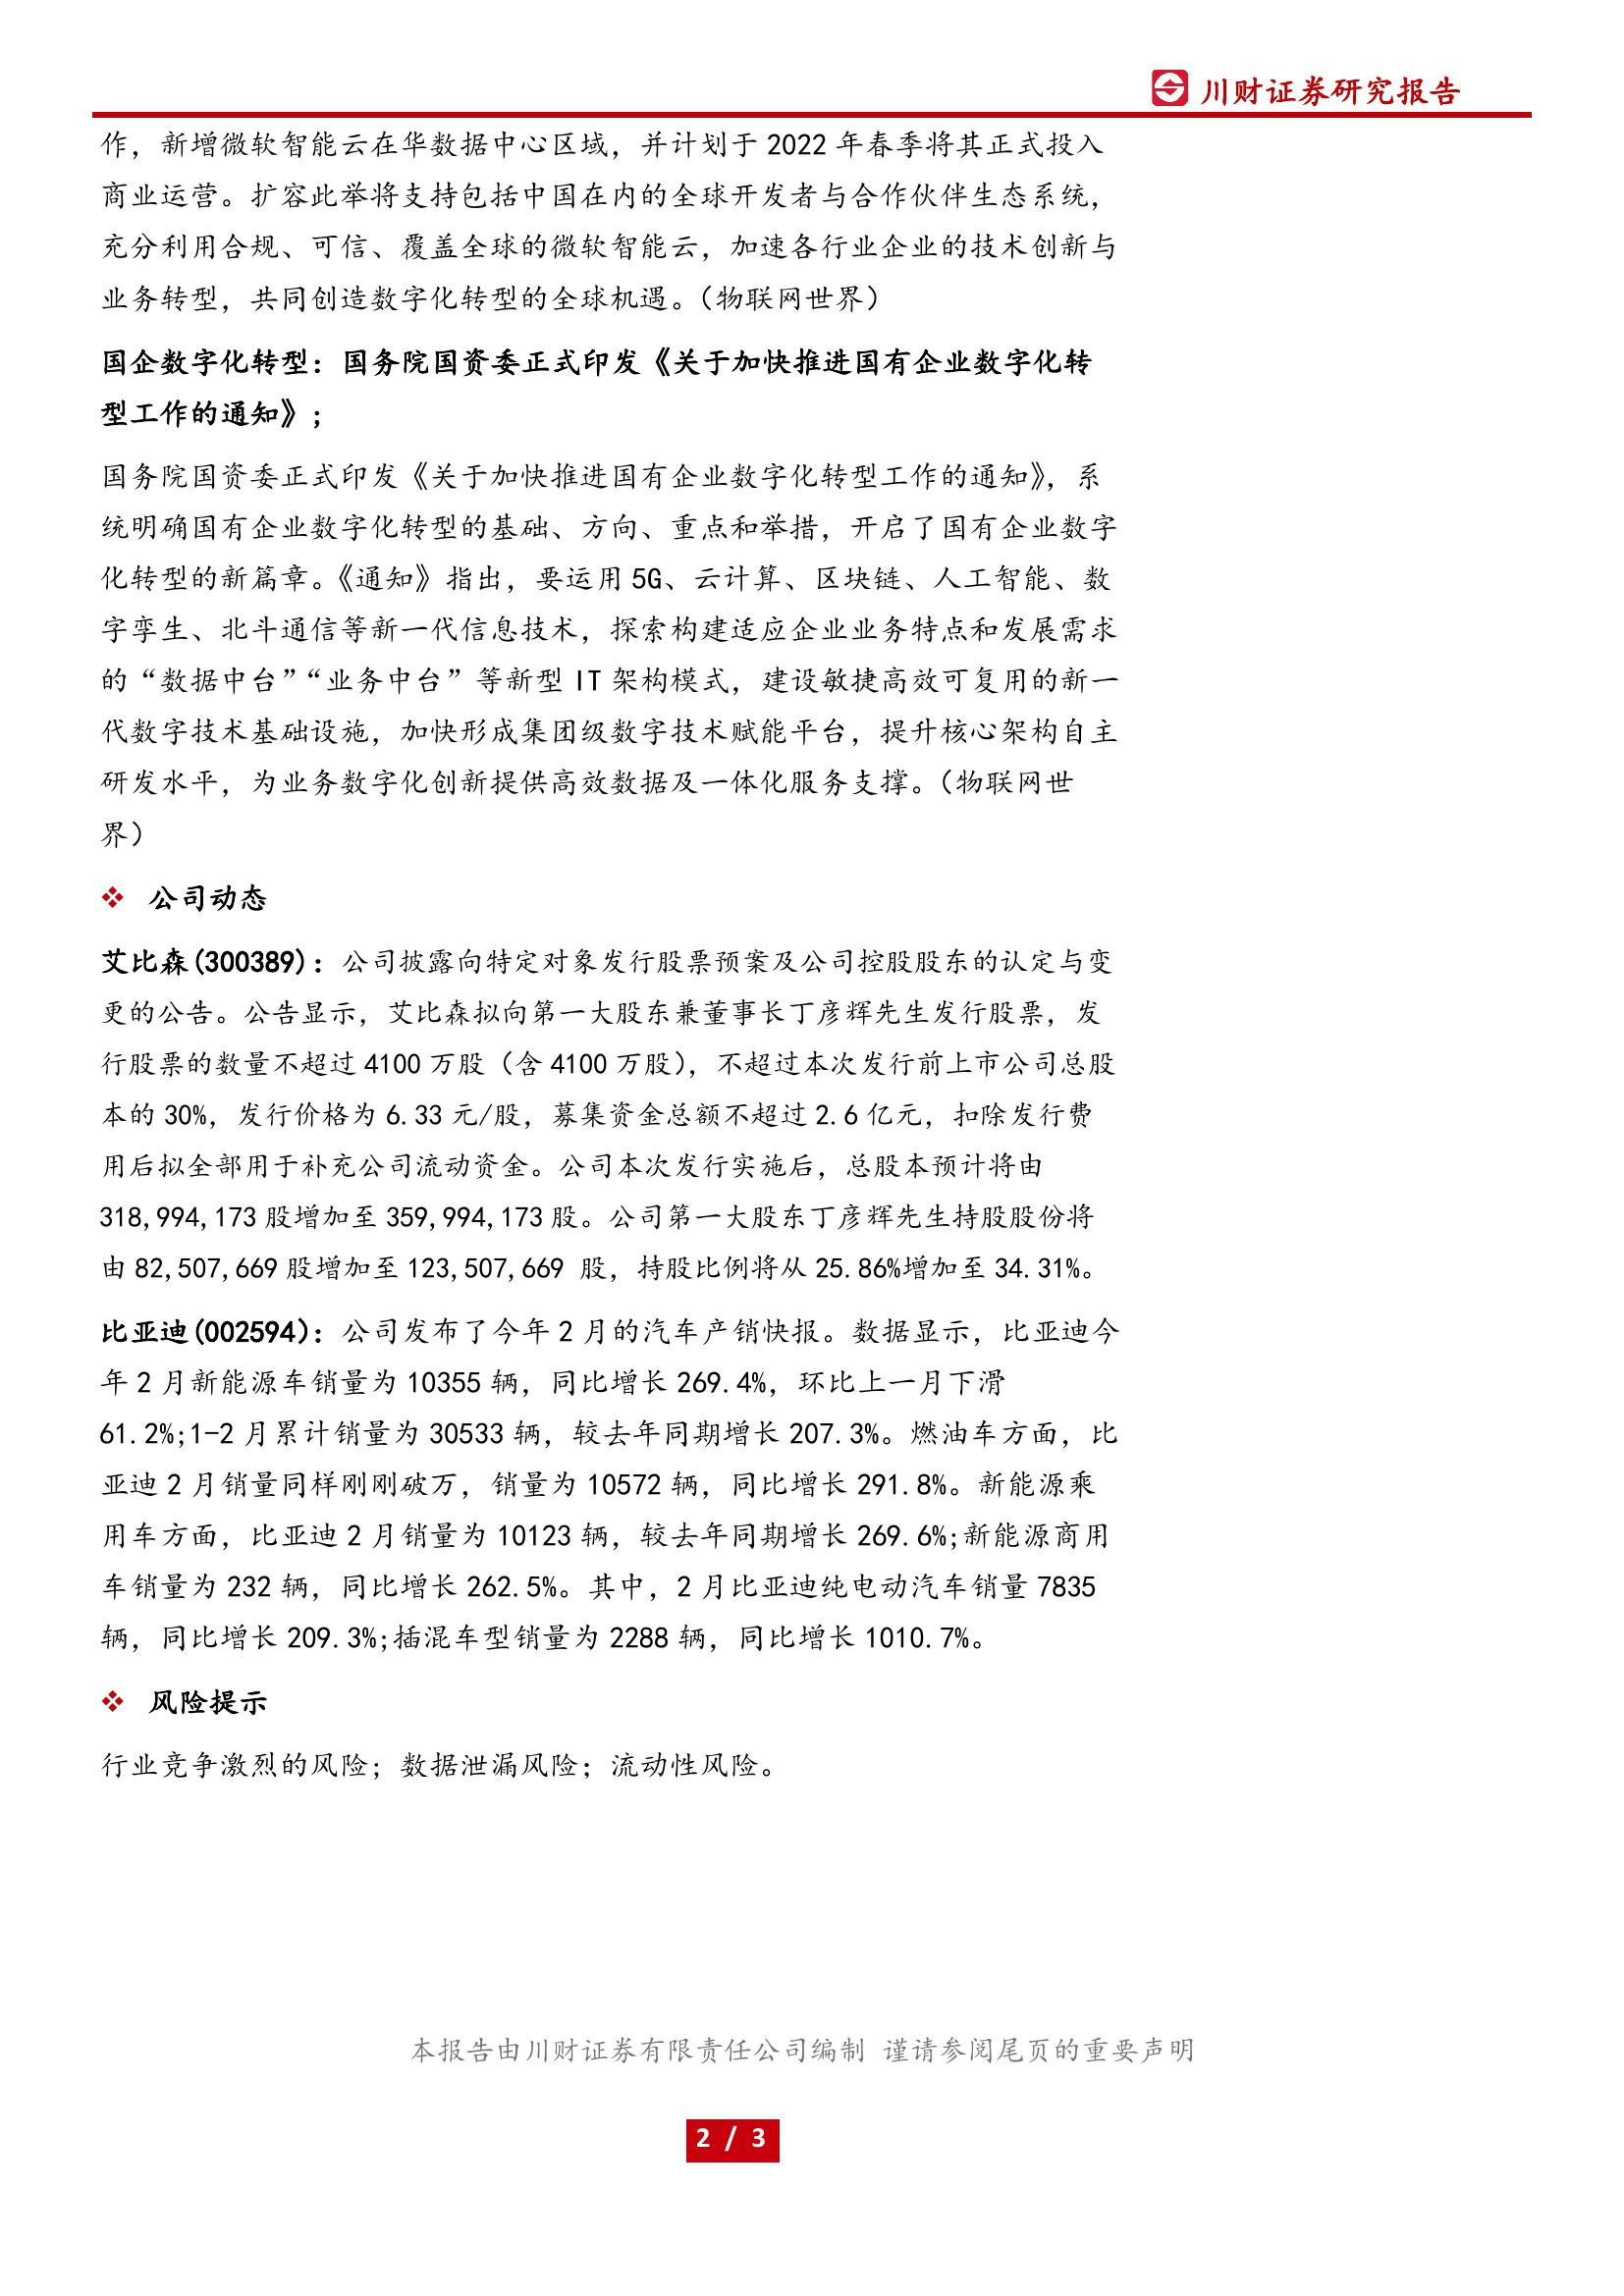 川财证券研究报告
作，新增微软智能云在华数据中心区域，并计划于 2022 年春季将其正式投入
商业运营。扩容此举将支持包括中国在内的全球开发者与合作伙伴生态系统，
充分利用合规、可信、覆盖全球的微软智能云，加速各行业企业的技术创新与
业务转型，共同创造数字化转型的全球机遇。（物联网世界）
国企数字化转型：国务院国资委正式印发《关于加快推进国有企业数字化转
型工作的通知》；
国务院国资委正式印发《关于加快推进国有企业数字化转型工作的通知》，系
统明确国有企业数字化转型的基础、方向、重点和举措，开启了国有企业数字
化转型的新篇章。《通知》指出，要运用 5G、云计算、区块链、人工智能、数
字孪生、北斗通信等新一代信息技术，探索构建适应企业业务特点和发展需求
的“数据中台”“业务中台”等新型 IT 架构模式，建设敏捷高效可复用的新一
代数字技术基础设施，加快形成集团级数字技术赋能平台，提升核心架构自主
研发水平，为业务数字化创新提供高效数据及一体化服务支撑。（物联网世
界）
❖ 公司动态
艾比森(300389)：公司披露向特定对象发行股票预案及公司控股股东的认定与变
更的公告。公告显示，艾比森拟向第一大股东兼董事长丁彦辉先生发行股票，发
行股票的数量不超过 4100 万股（含 4100 万股），不超过本次发行前上市公司总股
本的 30%，发行价格为 6.33 元/股，募集资金总额不超过 2.6 亿元，扣除发行费
用后拟全部用于补充公司流动资金。公司本次发行实施后，总股本预计将由
318,994,173 股增加至 359,994,173 股。公司第一大股东丁彦辉先生持股股份将
由 82,507,669 股增加至 123,507,669 股，持股比例将从 25.86%增加至 34.31%。
比亚迪(002594)：公司发布了今年 2 月的汽车产销快报。数据显示，比亚迪今
年 2 月新能源车销量为 10355 辆，同比增长 269.4%，环比上一月下滑
61.2%;1-2 月累计销量为 30533 辆，较去年同期增长 207.3%。燃油车方面，比
亚迪 2 月销量同样刚刚破万，销量为 10572 辆，同比增长 291.8%。新能源乘
用车方面，比亚迪 2 月销量为 10123 辆，较去年同期增长 269.6%;新能源商用
车销量为 232 辆，同比增长 262.5%。其中，2 月比亚迪纯电动汽车销量 7835
辆，同比增长 209.3%;插混车型销量为 2288 辆，同比增长 1010.7%。
❖ 风险提示
行业竞争激烈的风险；数据泄漏风险；流动性风险。
本报告由川财证券有限责任公司编制 谨请参阅尾页的重要声明
2 / 3